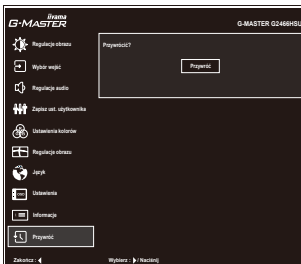 iiyama
G-MASTER
G-MASTER G2466HSU
Regulacje obrazu
Przywrócić?
Przywróć
Wybór wejść
Regulacje audio
Zapisz ust. użytkownika
Ustawienia kolorów
Regulacje obrazu
Język
OSD
Ustawienia
Informacje
Przywróć
Zakończ :
Wybierz : / Naciśnij